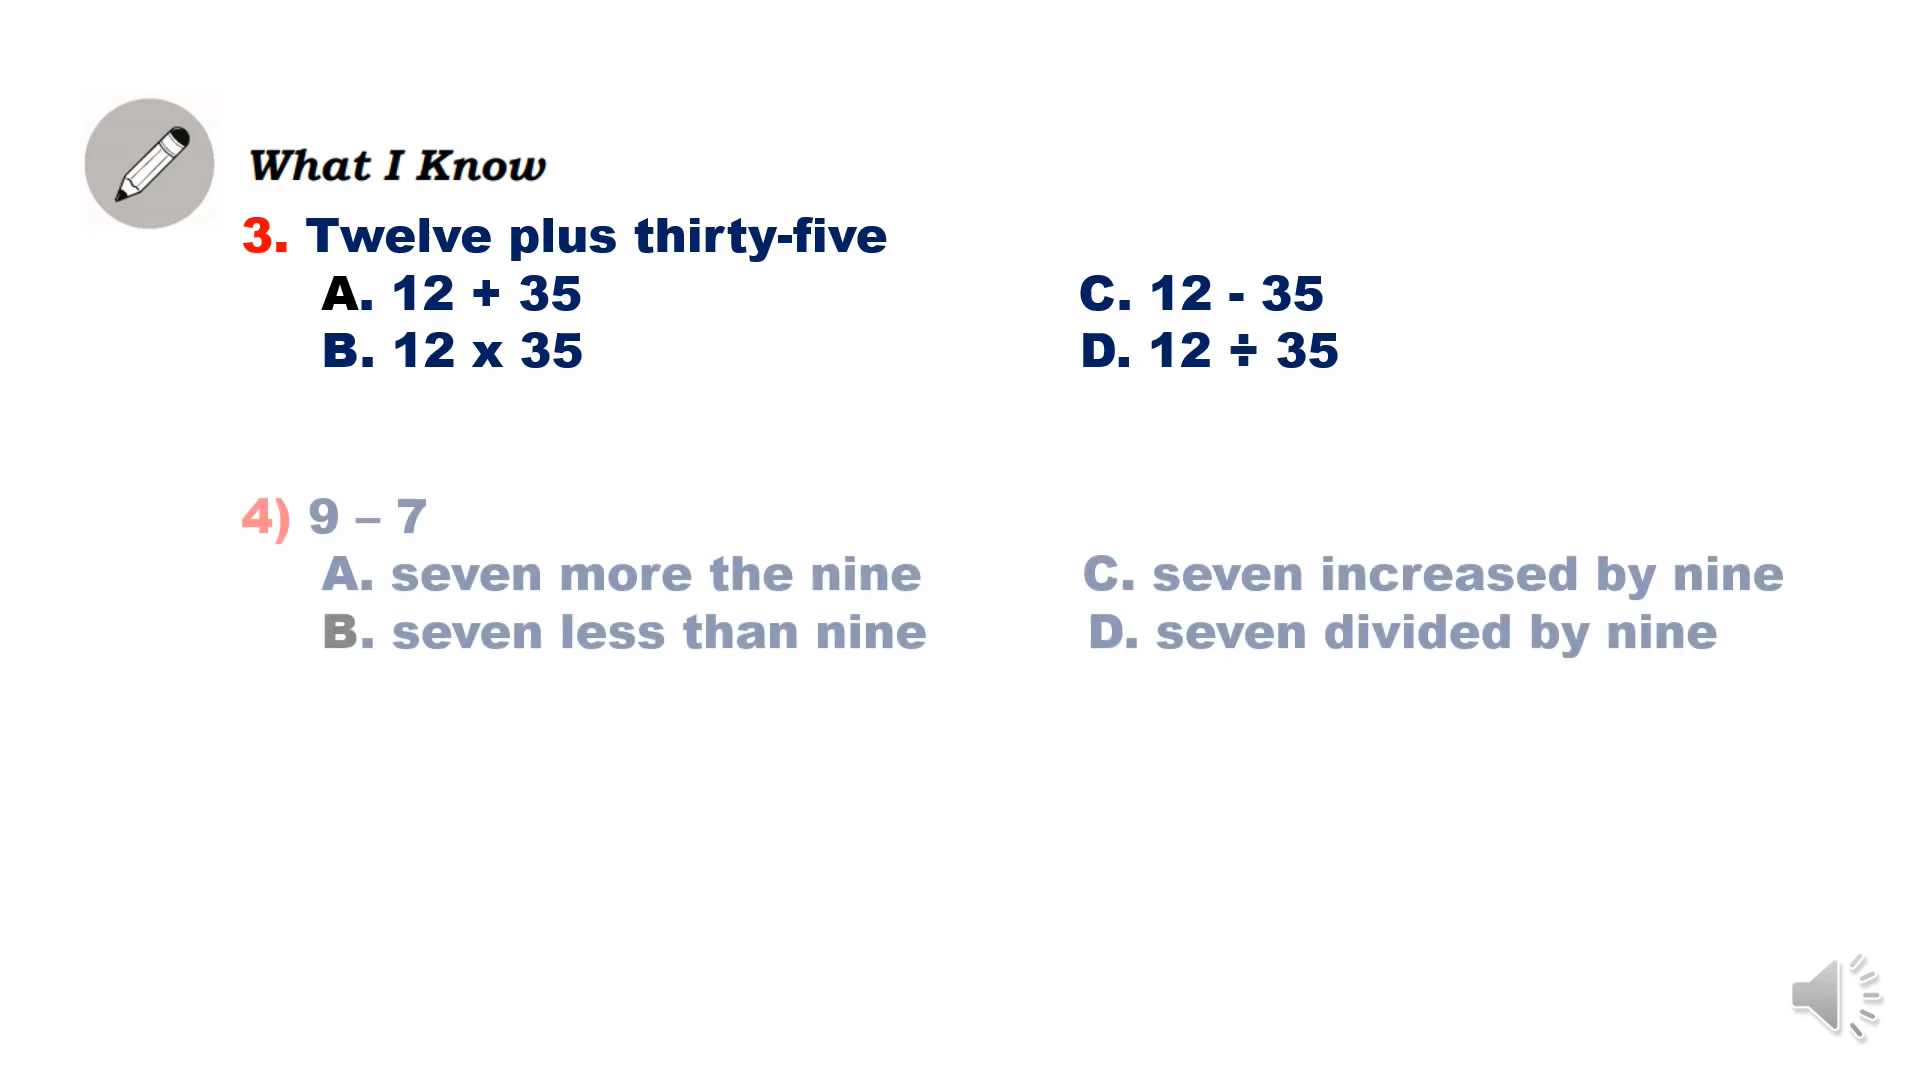 What I Know
3. Twelve plus thirty-five
A. 12 + 35 C. 12 - 35
B. 12 x 35 D. 12 ÷ 35
4) 9 – 7
A. seven more the nine C. seven increased by nine
B. seven less than nine D. seven divided by nine